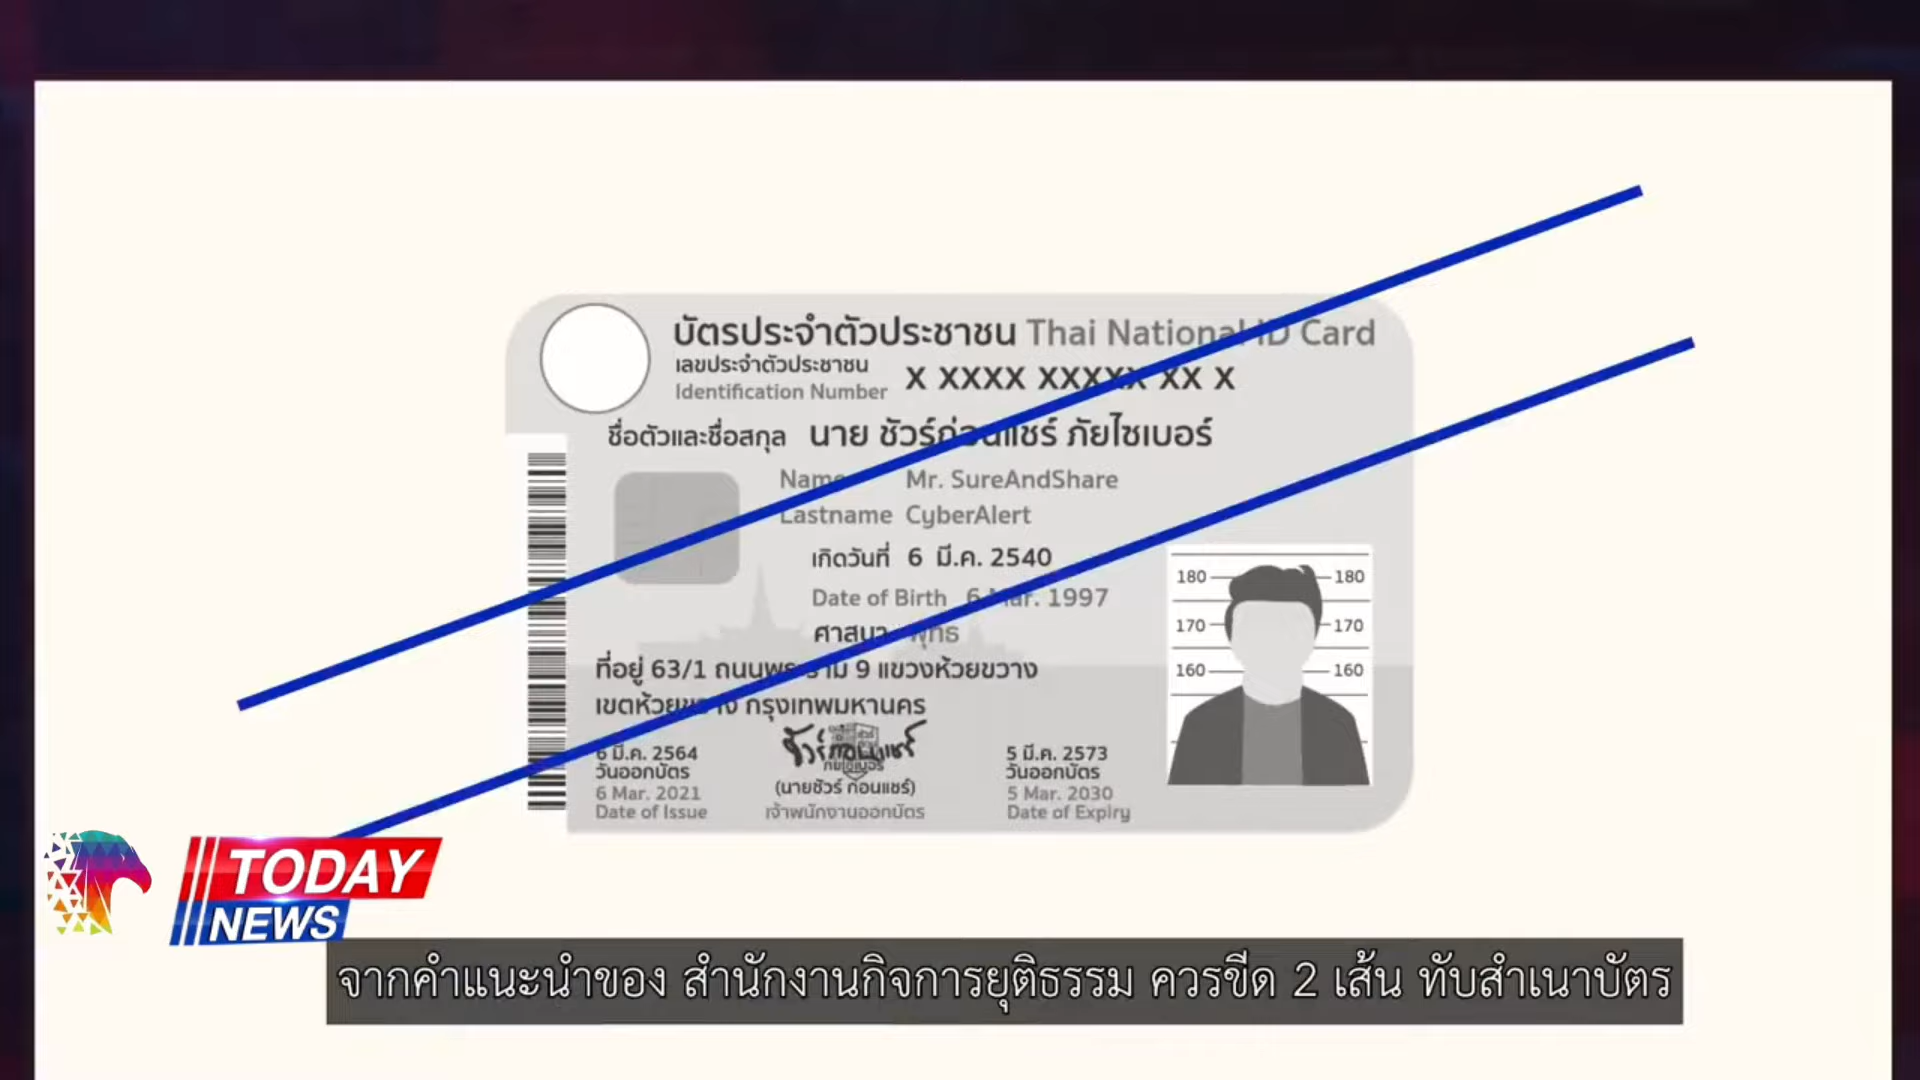 บัตรประจำตัวประชาชน Thai National ID Card
เลขประจำตัวประชาชน
Identification Number
X XXXX XXXXX XX X
ชื่อตัวและชื่อสกุล นาย ชัวร์ก่อนแชร์ ภัยไซเบอร์
Name Mr. SureAndShare
Lastname CyberAlert
เกิดวันที่ 6 มี.ค. 2540
Date of Birth 6 Mar. 1997
ศาสนา พุทธ
ที่อยู่ 63/1 ถนนพระราม 9 แขวงห้วยขวาง
เขตห้วยขวาง กรุงเทพมหานคร
180 180
170 170
160 160
6 มี.ค. 2564
วันออกบัตร
6 Mar. 2021
Date of Issue
ชัวร์ก่อนแชร์
(นายชัวร์ ก่อนแชร์)
เจ้าพนักงานออกบัตร
5 มี.ค. 2573
วันออกบัตร
5 Mar. 2030
Date of Expiry
TODAY
NEWS
จากคำแนะนำของ สำนักงานกิจการยุติธรรม ควรขีด 2 เส้น ทับสำเนาบัตร